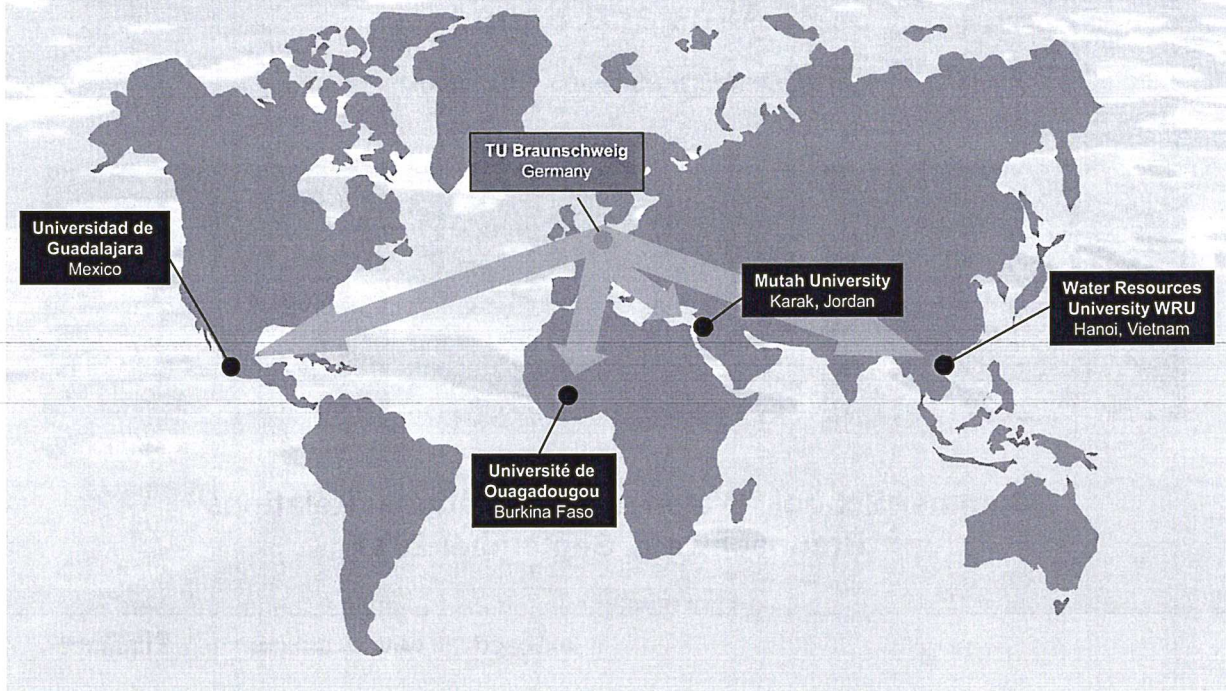 TU Braunschweig
Germany
Universidad de
Guadalajara
Mexico
Mutah University
Karak, Jordan
Water Resources
University WRU
Hanoi, Vietnam
Université de
Ouagadougou
Burkina Faso